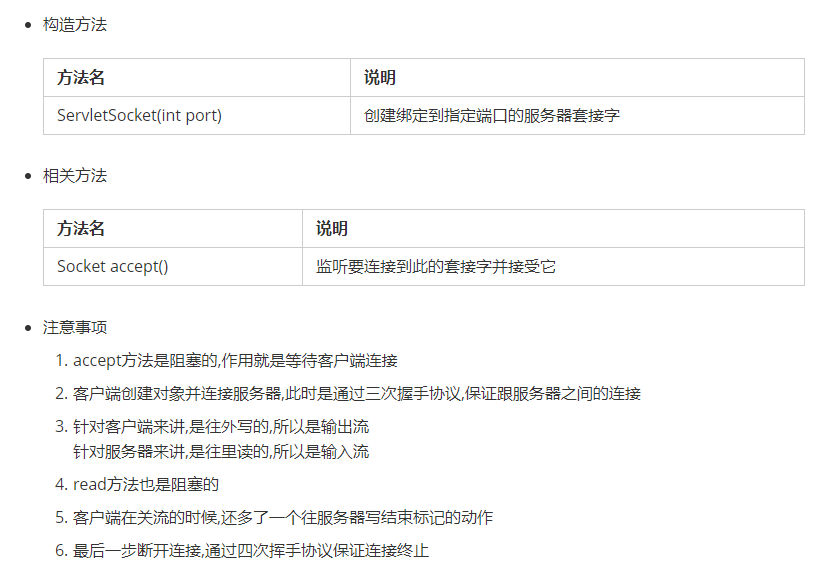 构造方法
方法名 说明
ServletSocket(int port) 创建绑定到指定端口的服务器套接字
相关方法
方法名 说明
Socket accept() 监听要连接到此的套接字并接受它
注意事项
1. accept方法是阻塞的,作用就是等待客户端连接
2. 客户端创建对象并连接服务器,此时是通过三次握手协议,保证跟服务器之间的连接
3. 针对客户端来讲,是往外写的,所以是输出流
针对服务器来讲,是往里读的,所以是输入流
4. read方法也是阻塞的
5. 客户端在关流的时候,还多了一个往服务器写结束标记的动作
6. 最后一步断开连接,通过四次挥手协议保证连接终止